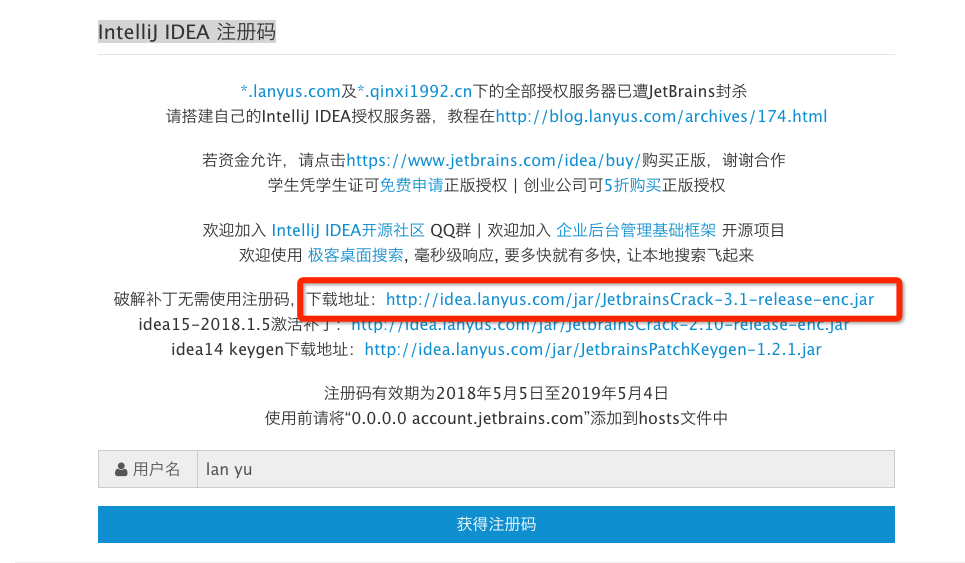 IntelliJ IDEA 注册码
*.lanyus.com及*.qinxi1992.cn下的全部授权服务器已遭JetBrains封杀
请搭建自己的IntelliJ IDEA授权服务器，教程在http://blog.lanyus.com/archives/174.html
若资金允许，请点击https://www.jetbrains.com/idea/buy/购买正版，谢谢合作
学生凭学生证可免费申请正版授权 | 创业公司可5折购买正版授权
欢迎加入 IntelliJ IDEA开源社区 QQ群 | 欢迎加入 企业后台管理基础框架 开源项目
欢迎使用 极客桌面搜索, 毫秒级响应, 要多快就有多快, 让本地搜索飞起来
破解补丁无需使用注册码，下载地址：http://idea.lanyus.com/jar/JetbrainsCrack-3.1-release-enc.jar
idea15-2018.1.5激活补丁：http://idea.lanyus.com/jar/JetbrainsCrack-2.10-release-enc.jar
idea14 keygen下载地址：http://idea.lanyus.com/jar/JetbrainsPatchKeygen-1.2.1.jar
注册码有效期为2018年5月5日至2019年5月4日
使用前请将“0.0.0.0 account.jetbrains.com”添加到hosts文件中
用户名 lan yu
获得注册码